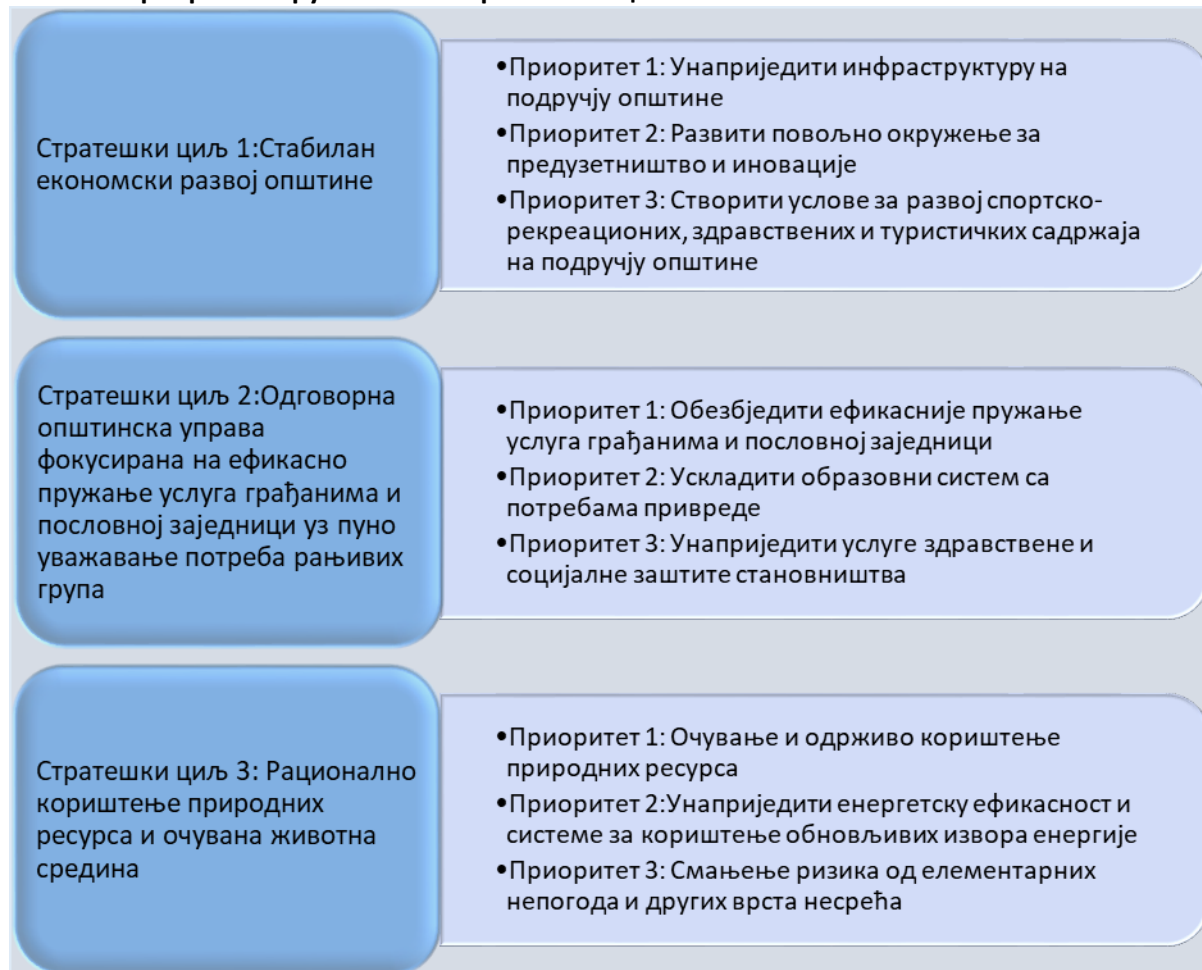 Стратешки циљ 1:Стабилан
економски развој општине
•Приоритет 1: Унаприједити инфраструктуру на
подручју општине
•Приоритет 2: Развити повољно окружење за
предузетништво и иновације
•Приоритет 3: Створити услове за развој спортско-
рекреационих, здравствених и туристичких садржаја
на подручју општине
Стратешки циљ 2:Одговорна
општинска управа
фокусирана на ефикасно
пружање услуга грађанима и
пословној заједници уз пуно
уважавање потреба рањивих
група
•Приоритет 1: Обезбједити ефикасније пружање
услуга грађанима и пословној заједници
•Приоритет 2: Ускладити образовни систем са
потребама привреде
•Приоритет 3: Унаприједити услуге здравствене и
социјалне заштите становништва
Стратешки циљ 3: Рационално
кориштење природних
ресурса и очувана животна
средина
•Приоритет 1: Очување и одрживо кориштење
природних ресурса
•Приоритет 2:Унаприједити енергетску ефикасност и
системе за кориштење обновљивих извора енергије
•Приоритет 3: Смањење ризика од елементарних
непогода и других врста несрећа